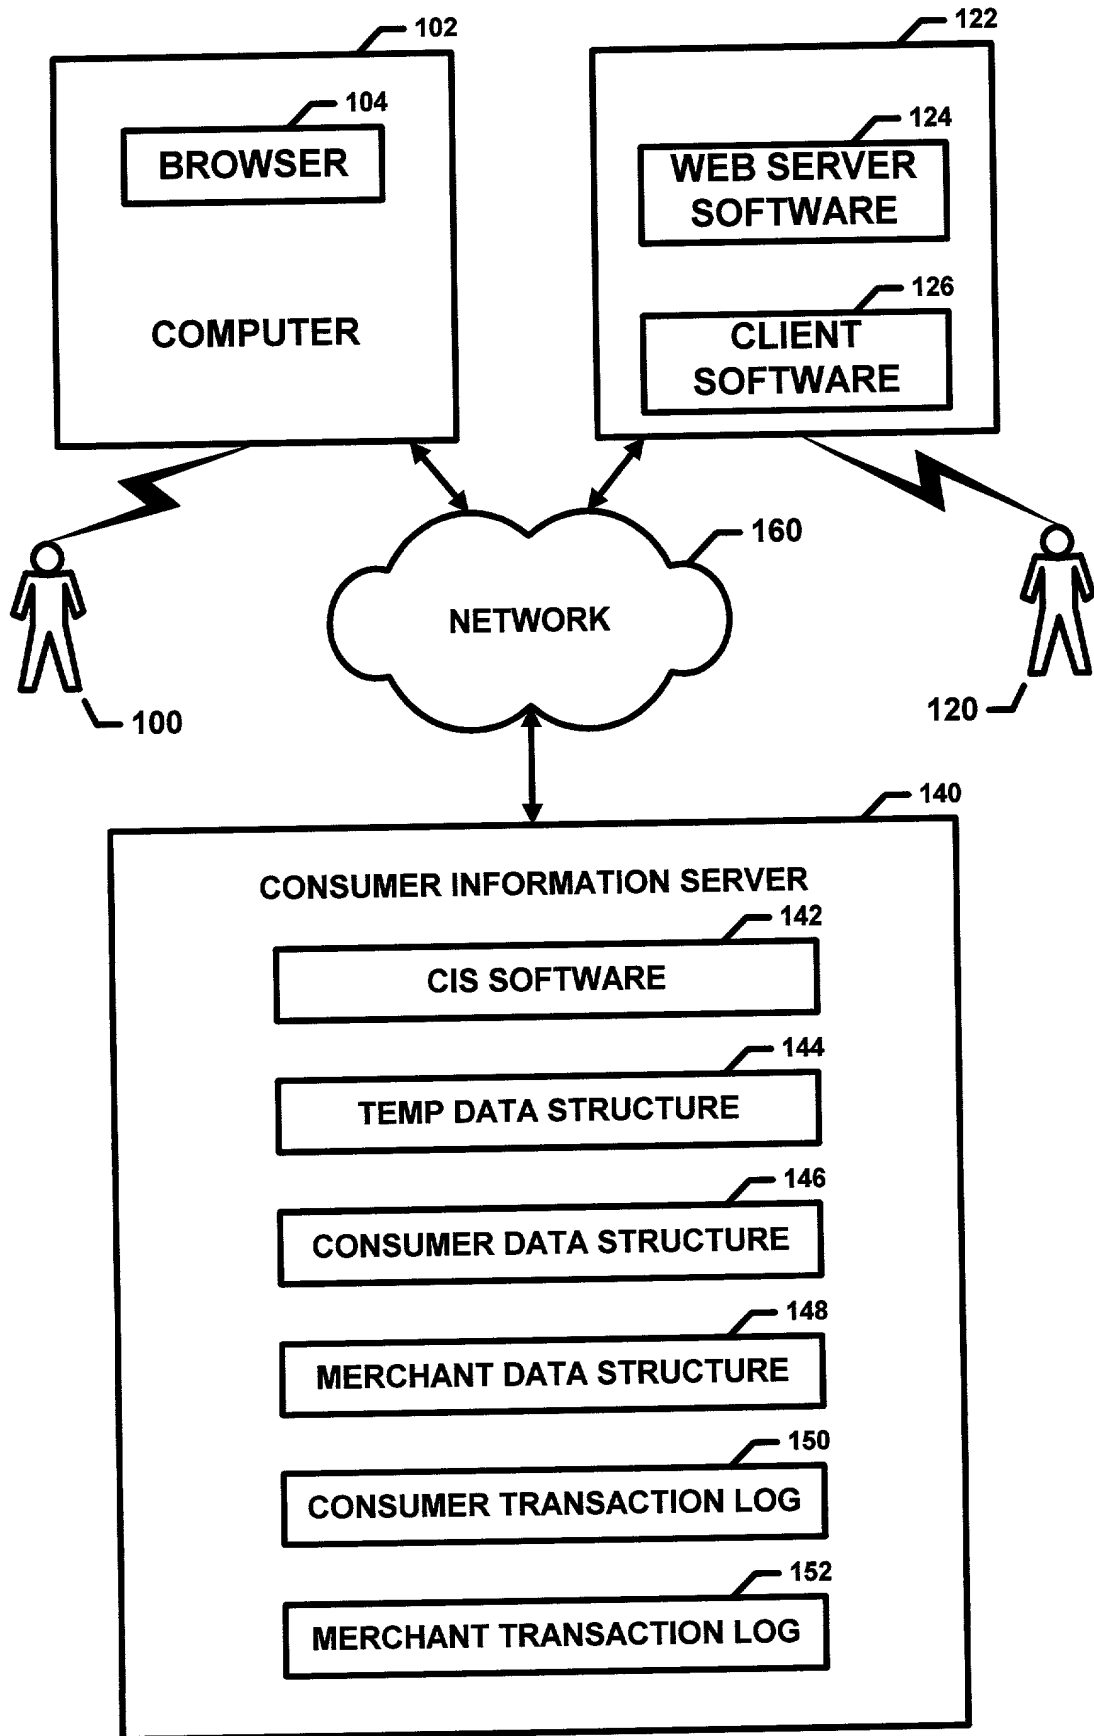 102
122
104
BROWSER
COMPUTER
124
WEB SERVER
SOFTWARE
126
CLIENT
SOFTWARE
160
NETWORK
100
120
140
CONSUMER INFORMATION SERVER
142
CIS SOFTWARE
144
TEMP DATA STRUCTURE
146
CONSUMER DATA STRUCTURE
148
MERCHANT DATA STRUCTURE
150
CONSUMER TRANSACTION LOG
152
MERCHANT TRANSACTION LOG